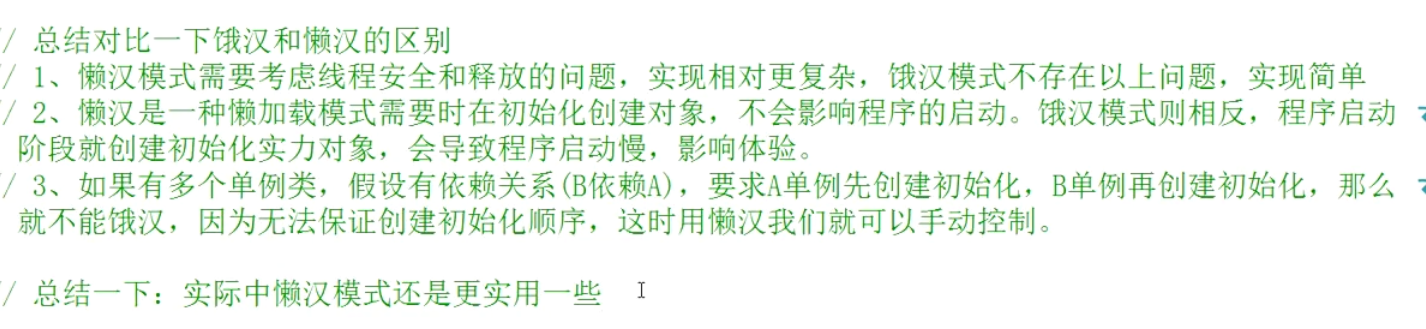 / 总结对比一下饿汉和懒汉的区别
/ 1、懒汉模式需要考虑线程安全和释放的问题，实现相对更复杂，饿汉模式不存在以上问题，实现简单
/ 2、懒汉是一种懒加载模式需要时在初始化创建对象，不会影响程序的启动。饿汉模式则相反，程序启动
阶段就创建初始化实力对象，会导致程序启动慢，影响体验。
/ 3、如果有多个单例类，假设有依赖关系(B依赖A)，要求A单例先创建初始化，B单例再创建初始化，那么
就不能饿汉，因为无法保证创建初始化顺序，这时用懒汉我们就可以手动控制。
/ 总结一下：实际中懒汉模式还是更实用一些